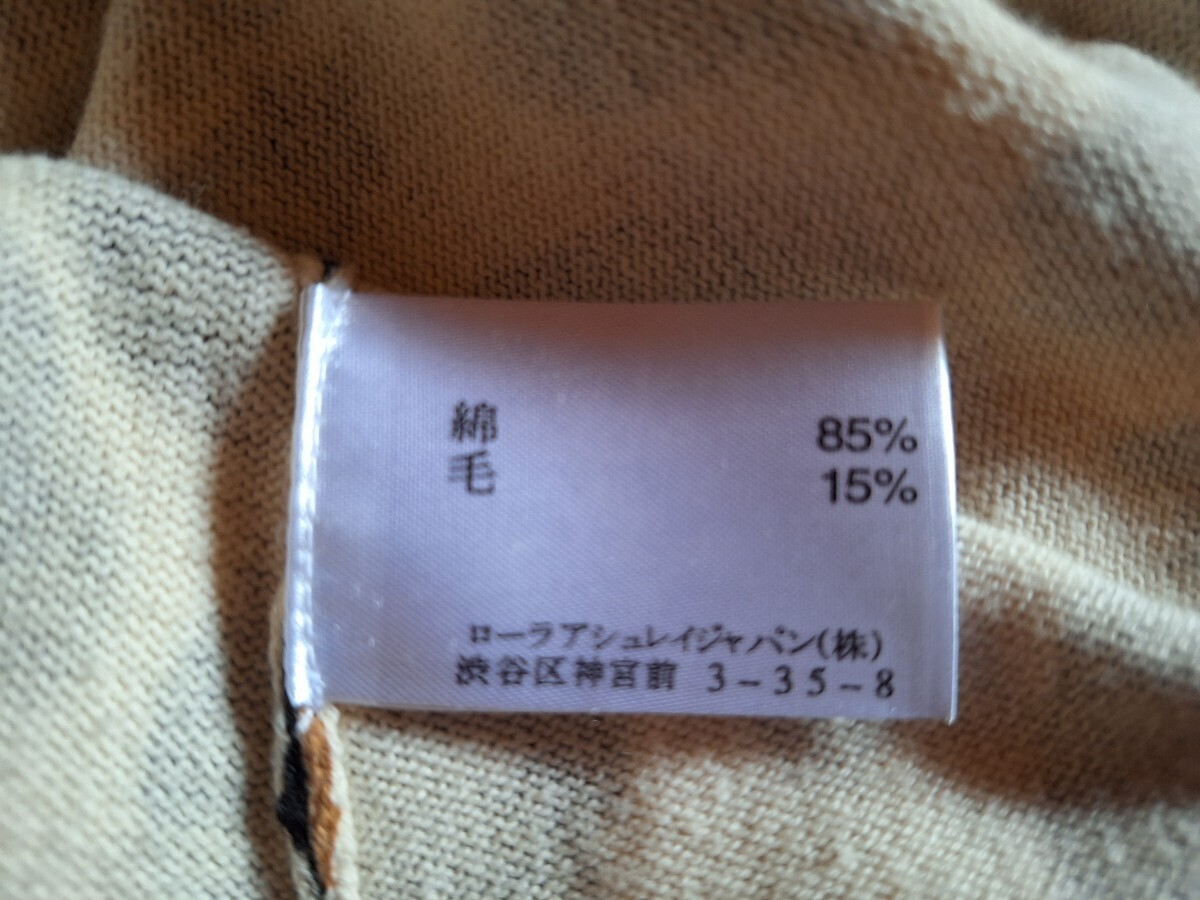 綿 85%
毛 15%
ローラアシュレイジャパン(株)
渋谷区神宮前 3-35-8